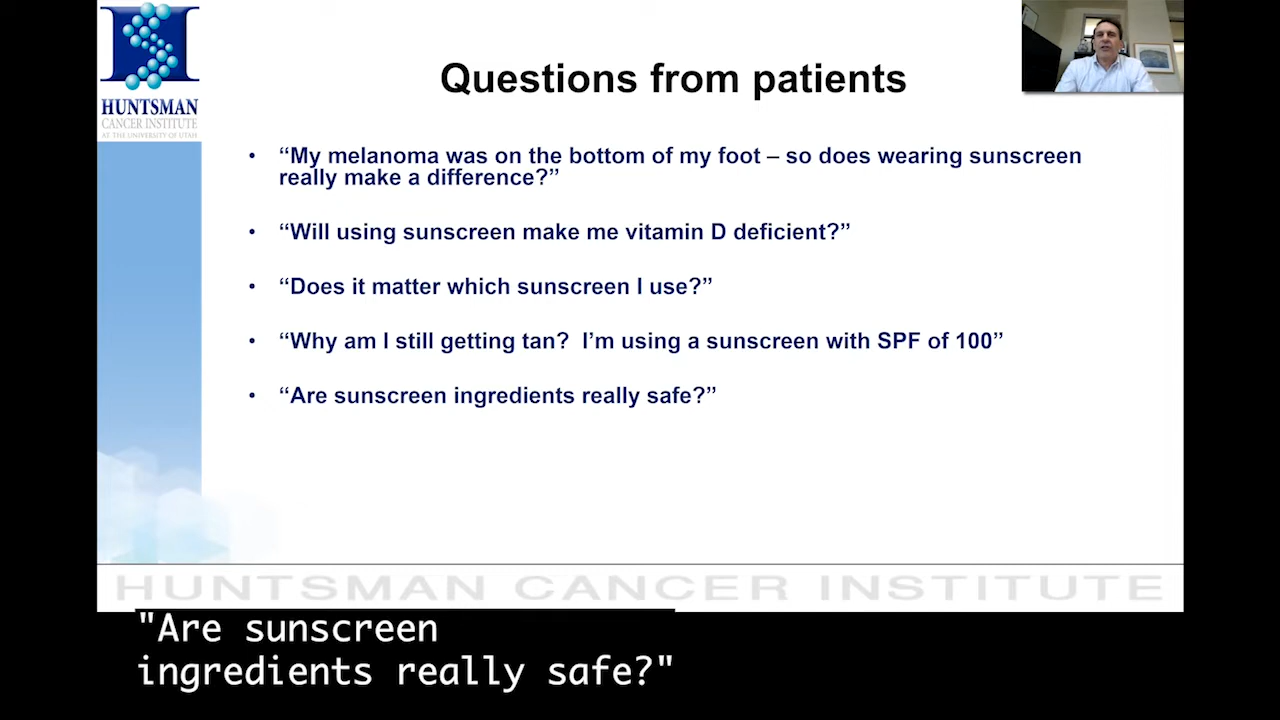 HUNTSMAN
CANCER INSTITUTE
AT THE UNIVERSITY OF UTAH
Questions from patients
• “My melanoma was on the bottom of my foot – so does wearing sunscreen
really make a difference?”
• “Will using sunscreen make me vitamin D deficient?”
• “Does it matter which sunscreen I use?”
• “Why am I still getting tan?  I’m using a sunscreen with SPF of 100”
• “Are sunscreen ingredients really safe?”
HUNTSMAN CANCER INSTITUTE
"Are sunscreen
ingredients really safe?"